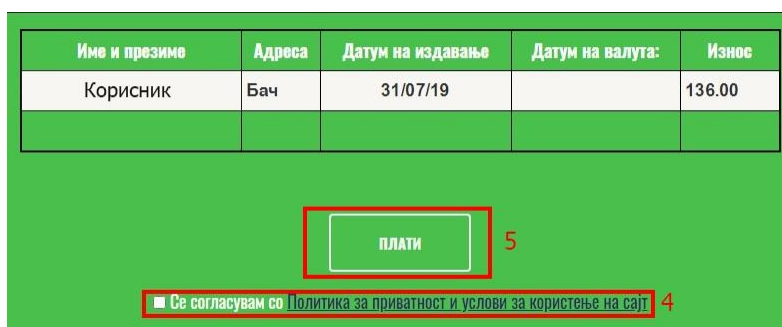 Име и презиме Адреса Датум на издавање Датум на валута: Износ
Корисник Бач 31/07/19 136.00
ПЛАТИ 5
Се согласувам со Политика за приватност и услови за користење на сајт 4